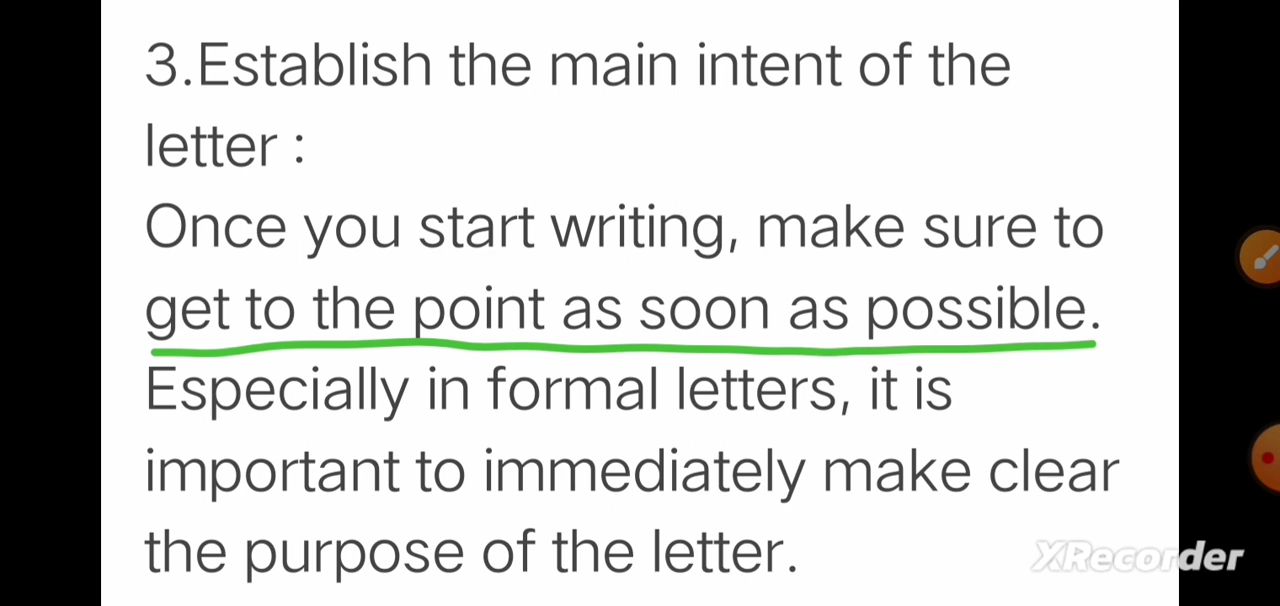 3.Establish the main intent of the
letter :
Once you start writing, make sure to
get to the point as soon as possible.
Especially in formal letters, it is
important to immediately make clear
the purpose of the letter.
XRecorder